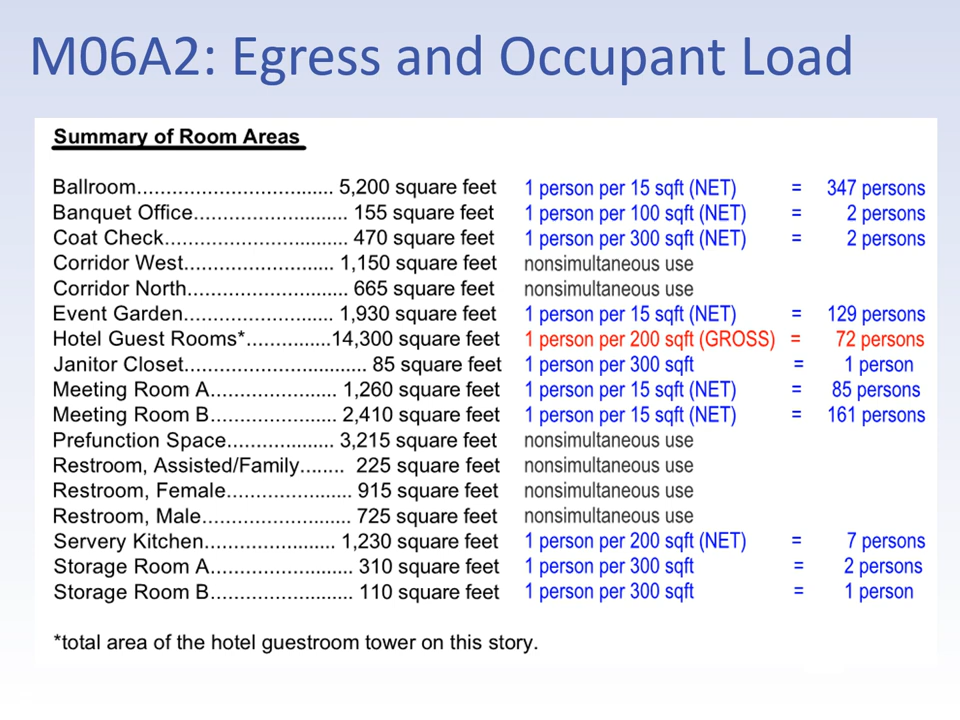 M06A2: Egress and Occupant Load
Summary of Room Areas
Ballroom.................................. 5,200 square feet 1 person per 15 sqft (NET) = 347 persons
Banquet Office.......................... 155 square feet 1 person per 100 sqft (NET) = 2 persons
Coat Check............................... 470 square feet 1 person per 300 sqft (NET) = 2 persons
Corridor West.......................... 1,150 square feet nonsimultaneous use
Corridor North........................... 665 square feet nonsimultaneous use
Event Garden.......................... 1,930 square feet 1 person per 15 sqft (NET) = 129 persons
Hotel Guest Rooms*..............14,300 square feet 1 person per 200 sqft (GROSS) = 72 persons
Janitor Closet............................... 85 square feet 1 person per 300 sqft = 1 person
Meeting Room A...................... 1,260 square feet 1 person per 15 sqft (NET) = 85 persons
Meeting Room B...................... 2,410 square feet 1 person per 15 sqft (NET) = 161 persons
Prefunction Space.................. 3,215 square feet nonsimultaneous use
Restroom, Assisted/Family....... 225 square feet nonsimultaneous use
Restroom, Female..................... 915 square feet nonsimultaneous use
Restroom, Male......................... 725 square feet nonsimultaneous use
Servery Kitchen...................... 1,230 square feet 1 person per 200 sqft (NET) = 7 persons
Storage Room A........................ 310 square feet 1 person per 300 sqft = 2 persons
Storage Room B........................ 110 square feet 1 person per 300 sqft = 1 person
*total area of the hotel guestroom tower on this story.